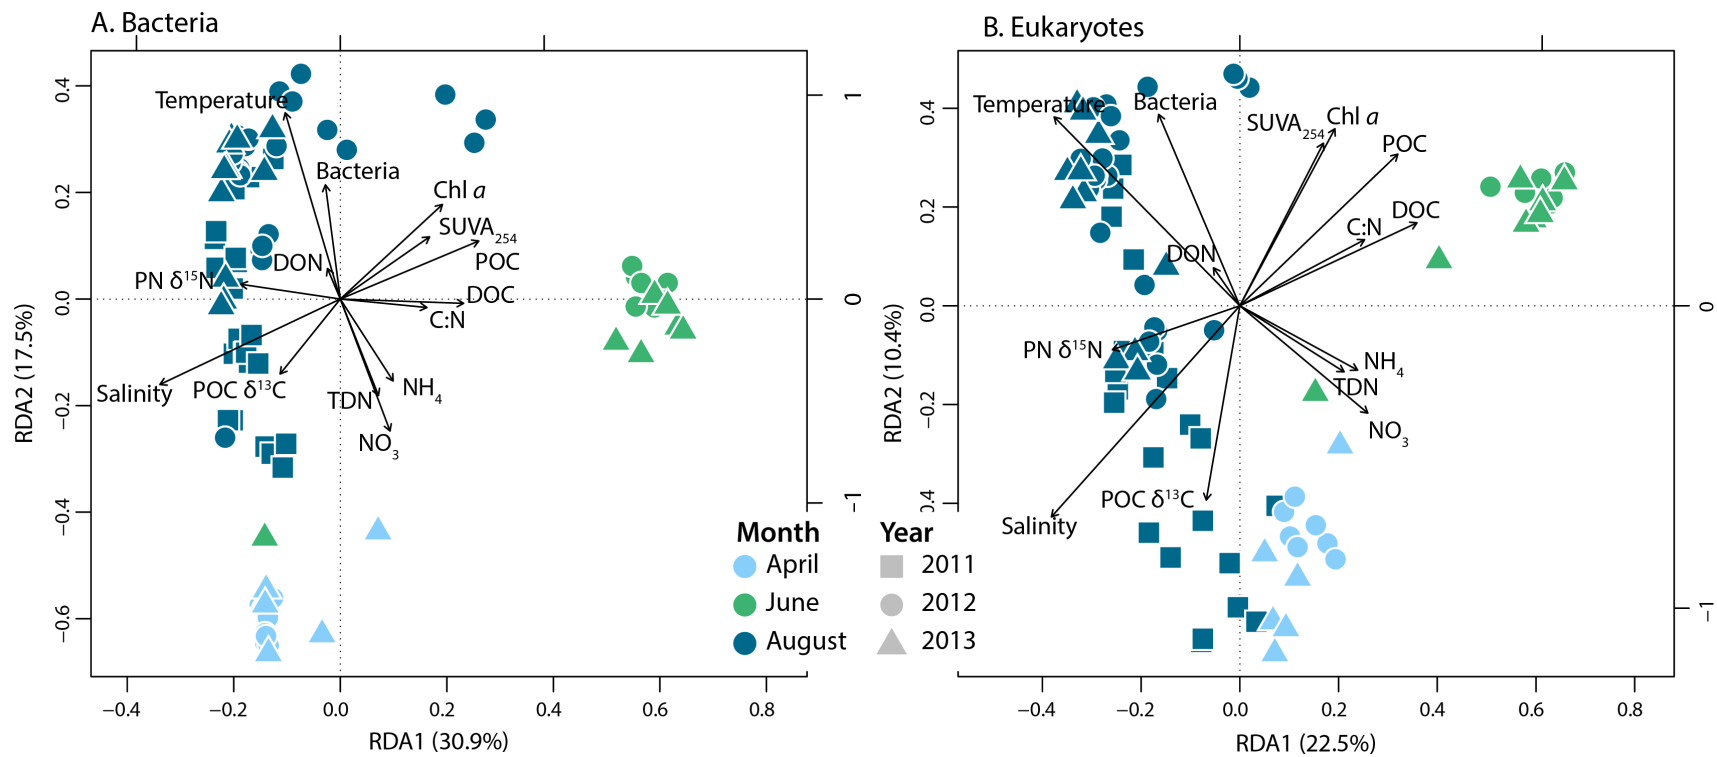 A. Bacteria
B. Eukaryotes
0.4
0.2
0.0
−0.2
−0.4
−0.6
RDA2 (17.5%)
Temperature
Bacteria
Chl a
SUVA254
POC
DON
PN δ15N
DOC
C:N
Salinity
POC δ13C
TDN
NH4
NO3
1
0
−1
−0.4
−0.2
0.0
0.2
0.4
0.6
0.8
RDA1 (30.9%)
Month
April
June
August
Year
2011
2012
2013
0.4
0.2
0.0
−0.2
0.4
RDA2 (10.4%)
Temperature
Bacteria
SUVA254
Chl a
POC
DOC
C:N
DON
PN δ15N
NH4
TDN
NO3
POC δ13C
Salinity
0
−1
−0.4
−0.2
0.0
0.2
0.4
0.6
0.8
RDA1 (22.5%)